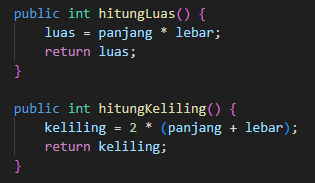 public int hitungLuas() {
    luas = panjang * lebar;
    return luas;
}

public int hitungKeliling() {
    keliling = 2 * (panjang + lebar);
    return keliling;
}